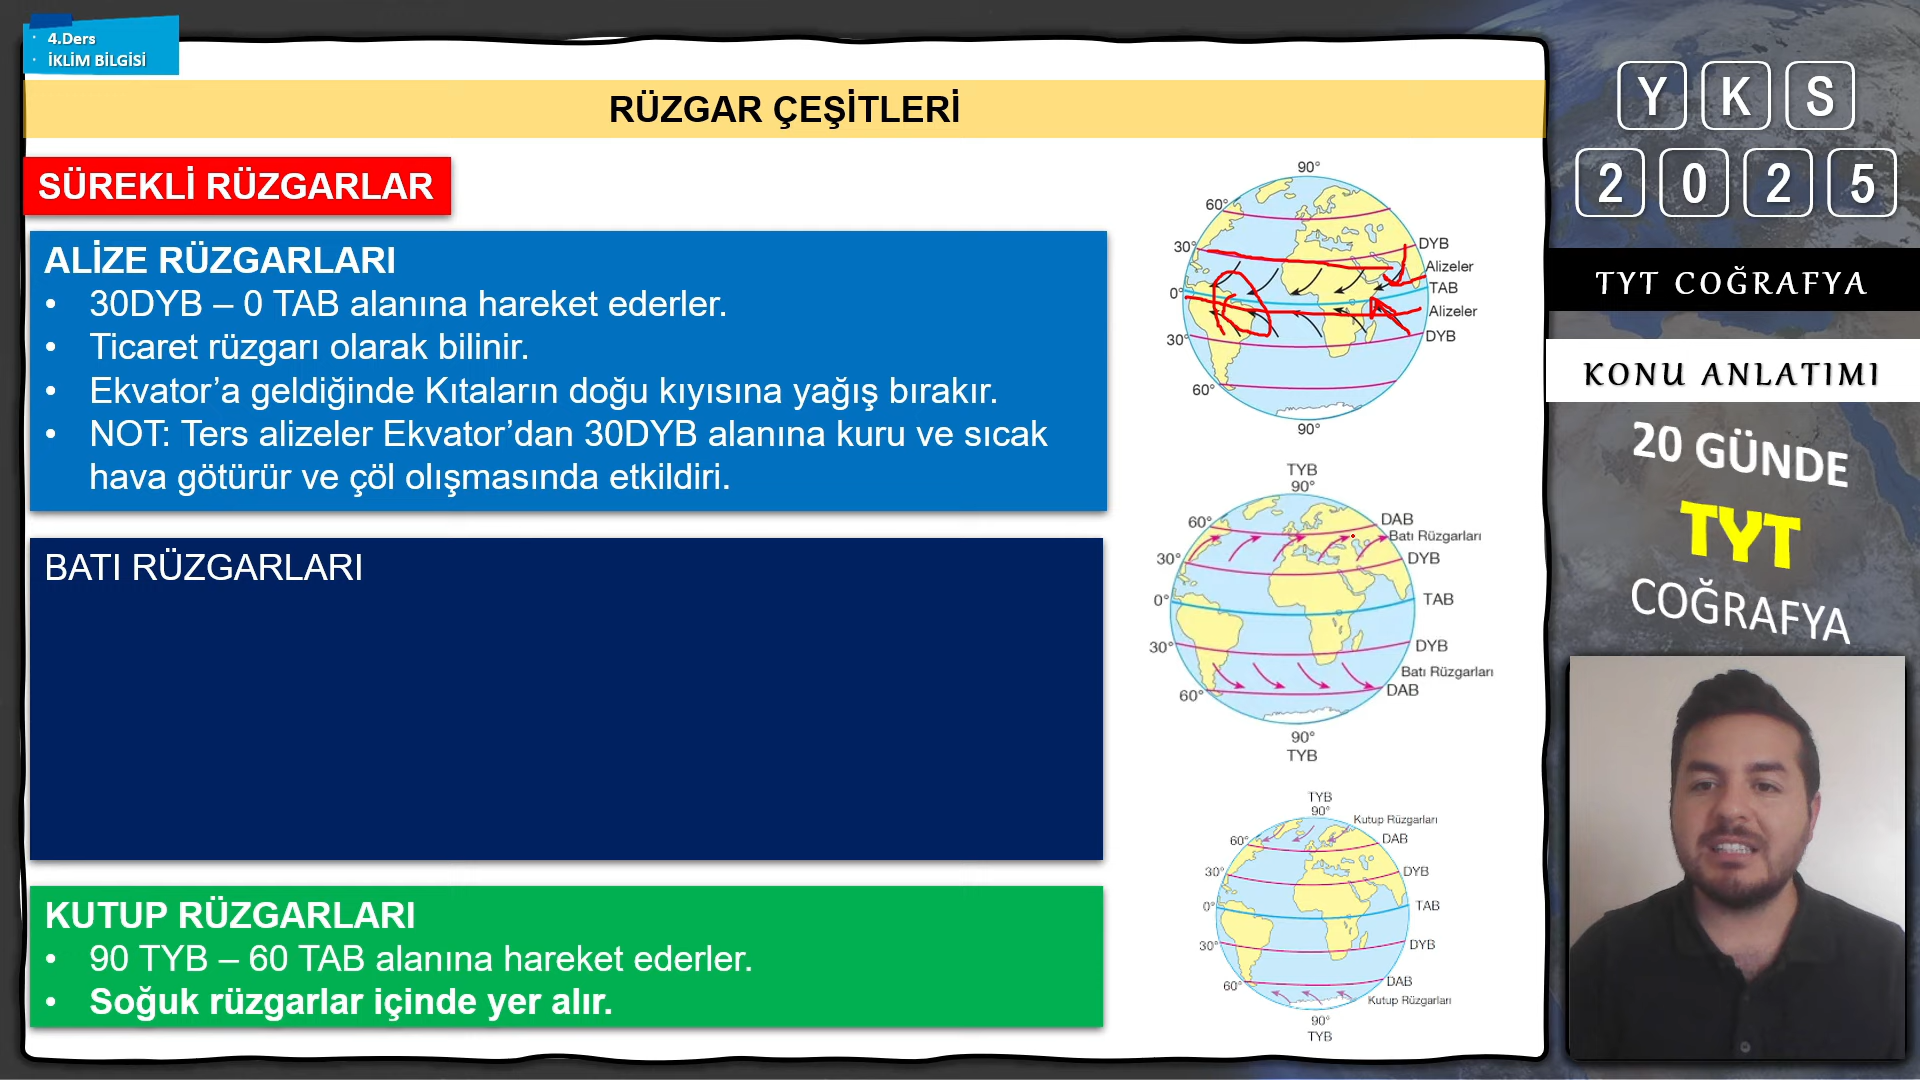 4.Ders
İKLİM BİLGİSİ
RÜZGAR ÇEŞİTLERİ
SÜREKLİ RÜZGARLAR
ALİZE RÜZGARLARI
• 30DYB – 0 TAB alanına hareket ederler.
• Ticaret rüzgarı olarak bilinir.
• Ekvator’a geldiğinde Kıtaların doğu kıyısına yağış bırakır.
• NOT: Ters alizeler Ekvator’dan 30DYB alanına kuru ve sıcak
hava götürür ve çöl olışmasında etkildiri.
BATI RÜZGARLARI
KUTUP RÜZGARLARI
• 90 TYB – 60 TAB alanına hareket ederler.
• Soğuk rüzgarlar içinde yer alır.
90°
60°
30° DYB
Alizeler
0° TAB
Alizeler
30° DYB
60°
90°
TYB
90°
60° DAB
Batı Rüzgarları
30° DYB
0° TAB
30° DYB
Batı Rüzgarları
60° DAB
90°
TYB
TYB
90°
Kutup Rüzgarları
60° DAB
30° DYB
0° TAB
30° DYB
60° DAB
Kutup Rüzgarları
90°
TYB
Y K S
2 0 2 5
TYT COĞRAFYA
KONU ANLATIMI
20 GÜNDE
TYT
COĞRAFYA